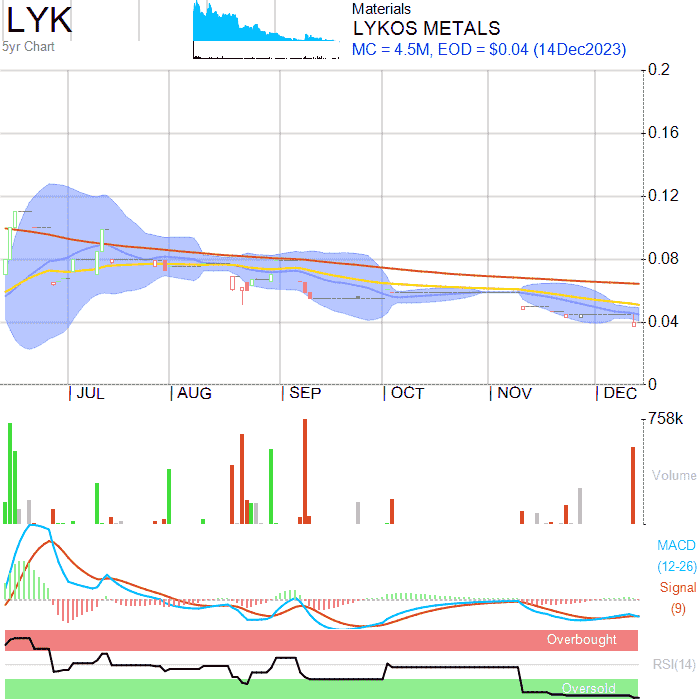 LYK
5yr Chart
Materials
LYKOS METALS
MC = 4.5M, EOD = $0.04 (14Dec2023)
0.2
0.16
0.12
0.08
0.04
0
JUL AUG SEP OCT NOV DEC
758k
Volume
MACD
(12-26)
Signal
(9)
Overbought
RSI(14)
Oversold